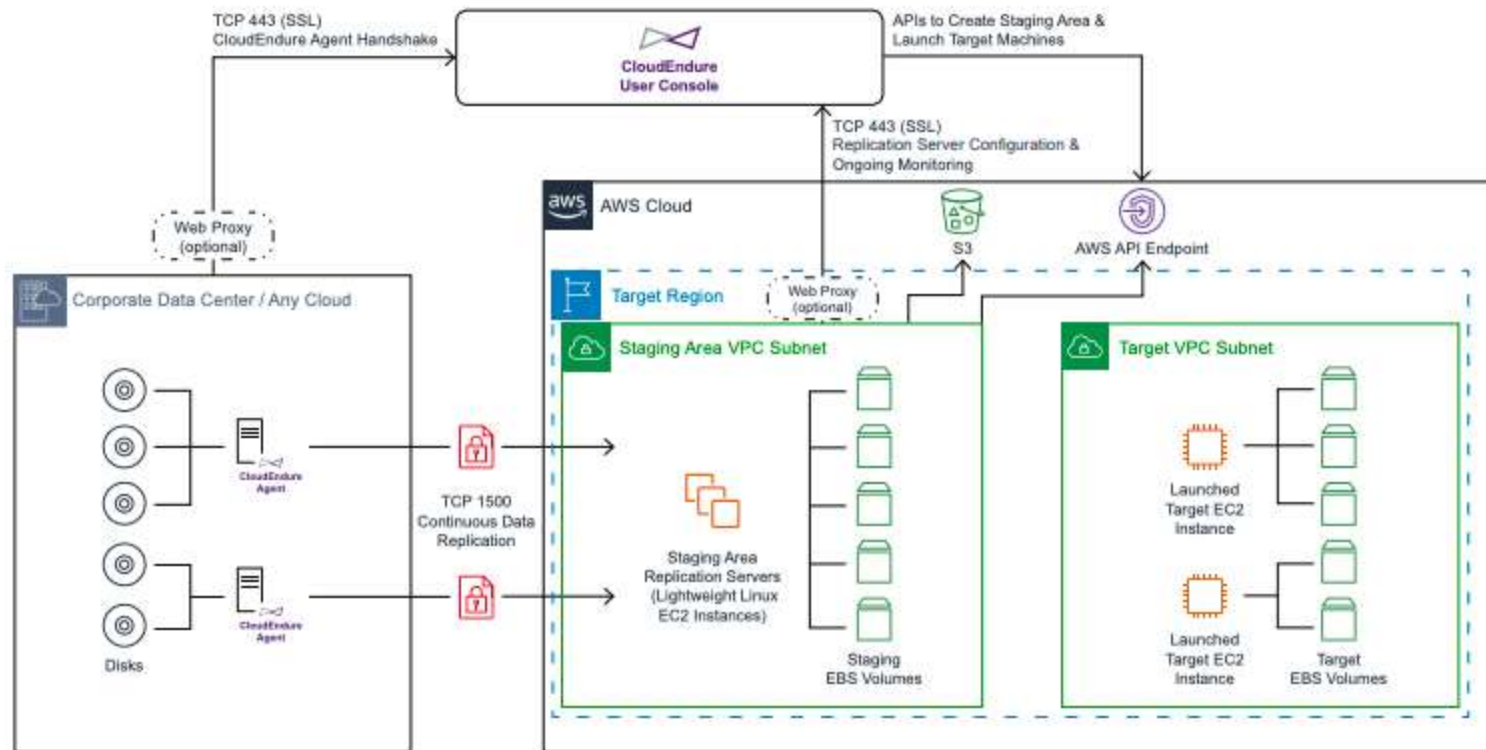 TCP 443 (SSL)
CloudEndure Agent Handshake
CloudEndure
User Console
APIs to Create Staging Area &
Launch Target Machines
TCP 443 (SSL)
Replication Server Configuration &
Ongoing Monitoring
Web Proxy
(optional)
aws
AWS Cloud
S3
AWS API Endpoint
Corporate Data Center / Any Cloud
Target Region
Web Proxy
(optional)
Staging Area VPC Subnet
Target VPC Subnet
CloudEndure
Agent
TCP 1500
Continuous Data
Replication
CloudEndure
Agent
Disks
Staging Area
Replication Servers
(Lightweight Linux
EC2 Instances)
Staging
EBS Volumes
Launched
Target EC2
Instance
Launched
Target EC2
Instance
Target
EBS Volumes